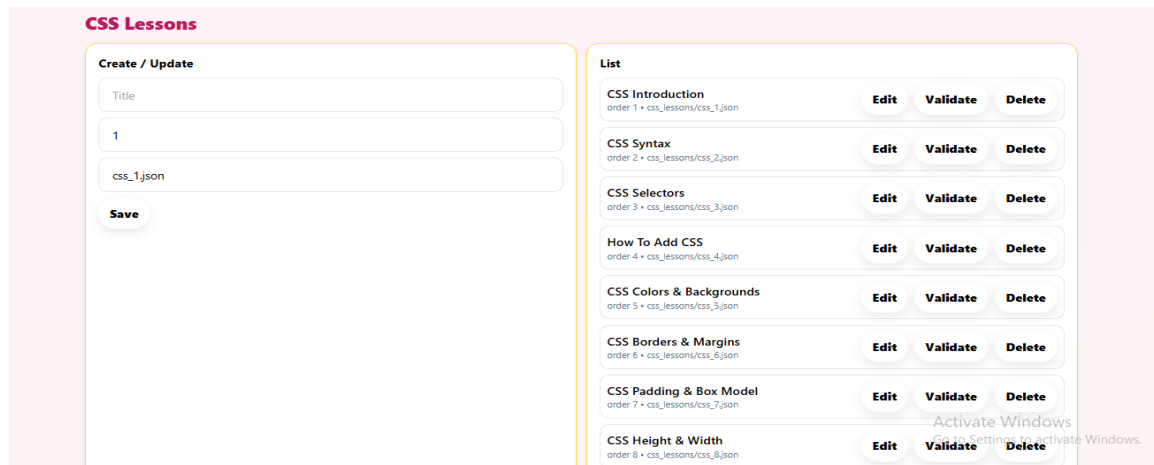 CSS Lessons
Create / Update
Title
1
css_1.json
Save
List
CSS Introduction
order 1 • css_lessons/css_1.json
Edit Validate Delete
CSS Syntax
order 2 • css_lessons/css_2.json
Edit Validate Delete
CSS Selectors
order 3 • css_lessons/css_3.json
Edit Validate Delete
How To Add CSS
order 4 • css_lessons/css_4.json
Edit Validate Delete
CSS Colors & Backgrounds
order 5 • css_lessons/css_5.json
Edit Validate Delete
CSS Borders & Margins
order 6 • css_lessons/css_6.json
Edit Validate Delete
CSS Padding & Box Model
order 7 • css_lessons/css_7.json
Edit Validate Delete
CSS Height & Width
order 8 • css_lessons/css_8.json
Edit Validate Delete
Activate Windows
Go to Settings to activate Windows.